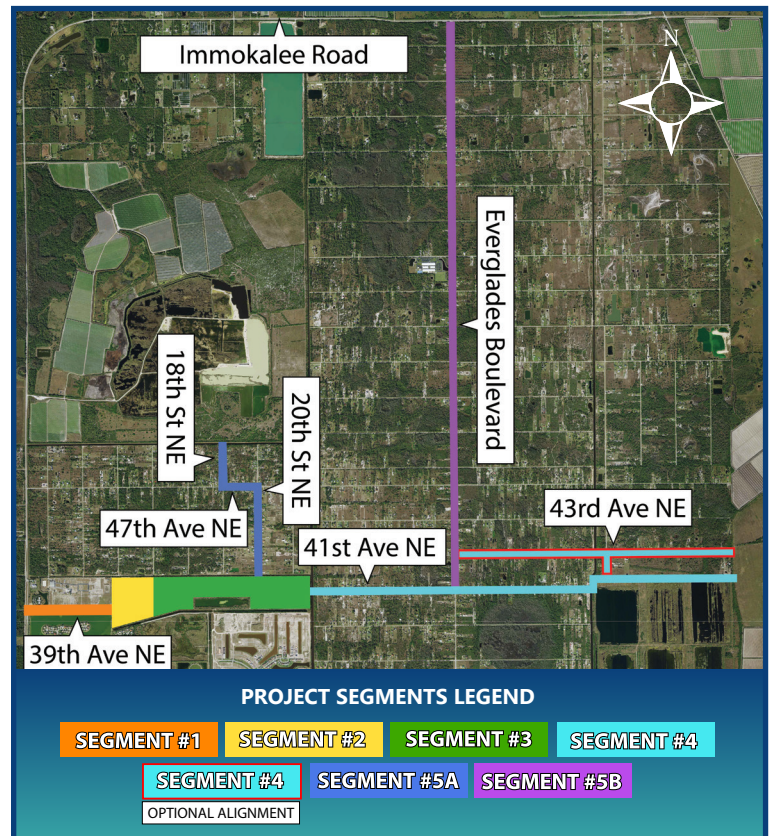 Immokalee Road
N
Everglades Boulevard
18th St NE
20th St NE
47th Ave NE
41st Ave NE
43rd Ave NE
39th Ave NE
PROJECT SEGMENTS LEGEND
SEGMENT #1
SEGMENT #2
SEGMENT #3
SEGMENT #4
SEGMENT #4
SEGMENT #5A
SEGMENT #5B
OPTIONAL ALIGNMENT